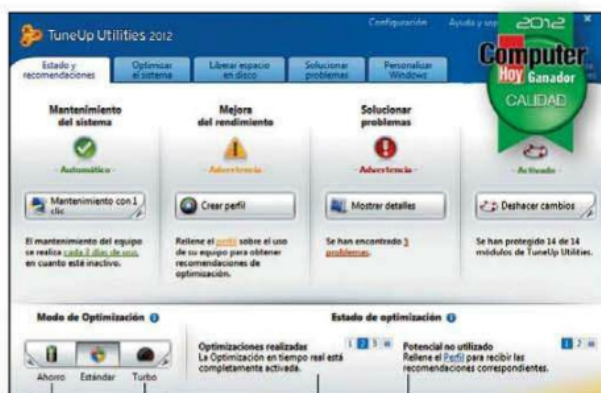 Configuración Ayuda y
TuneUp Utilities 2012
2012
Computer
Hoy Ganador
CALIDAD
Estado y
recomendaciones
Optimizar
el sistema
Liberar espacio
en disco
Solucionar
problemas
Personalizar
Windows
Mantenimiento
del sistema
- Automático -
Mantenimiento con 1
clic
El mantenimiento del equipo
se realiza cada 3 días de uso,
en cuanto esté inactivo.
Mejora
del rendimiento
- Advertencia -
Crear perfil
Rellene el perfil sobre el uso
de su equipo para obtener
recomendaciones de
optimización.
Solucionar
problemas
- Advertencia -
Mostrar detalles
Se han encontrado 3
problemas.
- Activado -
Deshacer cambios
Se han protegido 14 de 14
módulos de TuneUp Utilities.
Modo de Optimización
Ahorro Estándar Turbo
Estado de optimización
Optimizaciones realizadas 1 2 3
La Optimización en tiempo real está
completamente activada.
Potencial no utilizado 1 2
Rellene el Perfil para recibir las
recomendaciones correspondientes.